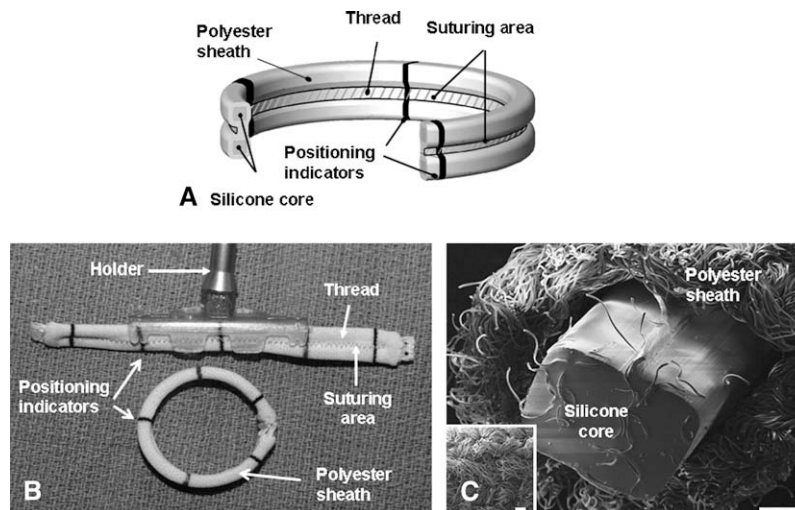 Polyester
sheath
Thread
Suturing area
Positioning
indicators
A
Silicone core
Holder
Thread
Positioning
indicators
Suturing
area
Polyester
sheath
B
Polyester
sheath
Silicone
core
C